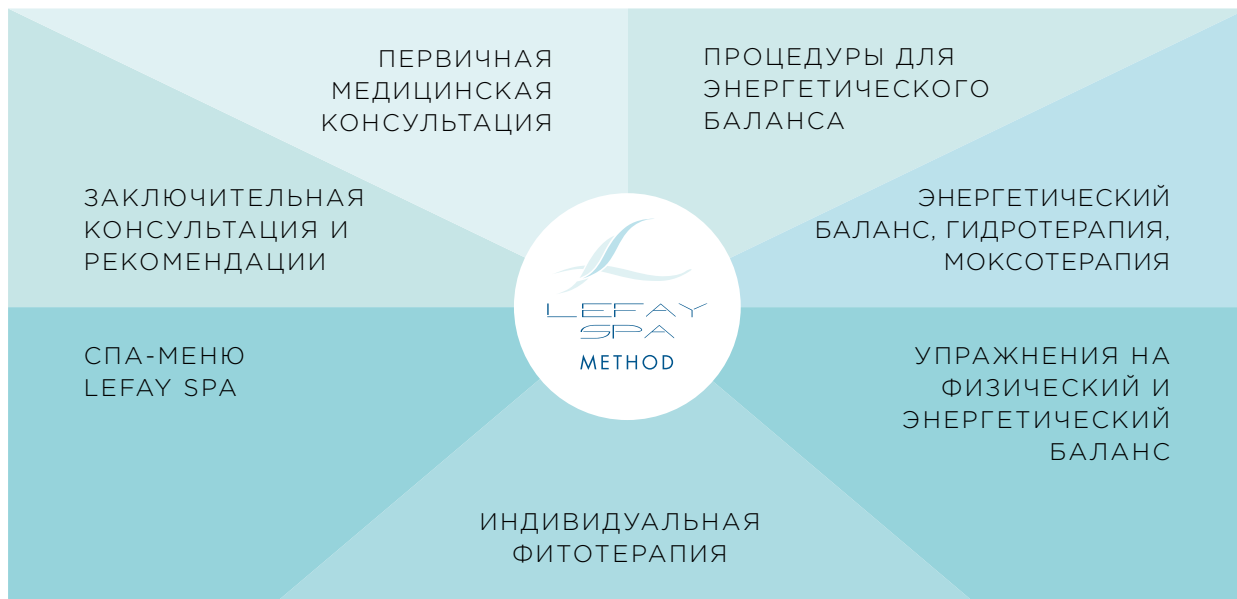 ПЕРВИЧНАЯ
МЕДИЦИНСКАЯ
КОНСУЛЬТАЦИЯ
ПРОЦЕДУРЫ ДЛЯ
ЭНЕРГЕТИЧЕСКОГО
БАЛАНСА
ЗАКЛЮЧИТЕЛЬНАЯ
КОНСУЛЬТАЦИЯ И
РЕКОМЕНДАЦИИ
ЭНЕРГЕТИЧЕСКИЙ
БАЛАНС, ГИДРОТЕРАПИЯ,
МОКСОТЕРАПИЯ
LEFAY
SPA
METHOD
СПА-МЕНЮ
LEFAY SPA
УПРАЖНЕНИЯ НА
ФИЗИЧЕСКИЙ И
ЭНЕРГЕТИЧЕСКИЙ
БАЛАНС
ИНДИВИДУАЛЬНАЯ
ФИТОТЕРАПИЯ